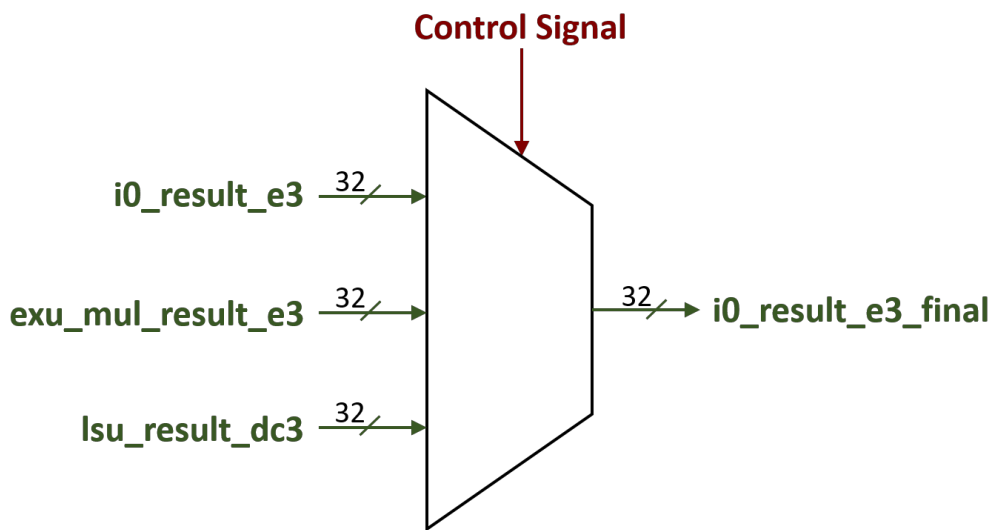 Control Signal
i0_result_e3
32
exu_mul_result_e3
32
lsu_result_dc3
32
32
i0_result_e3_final